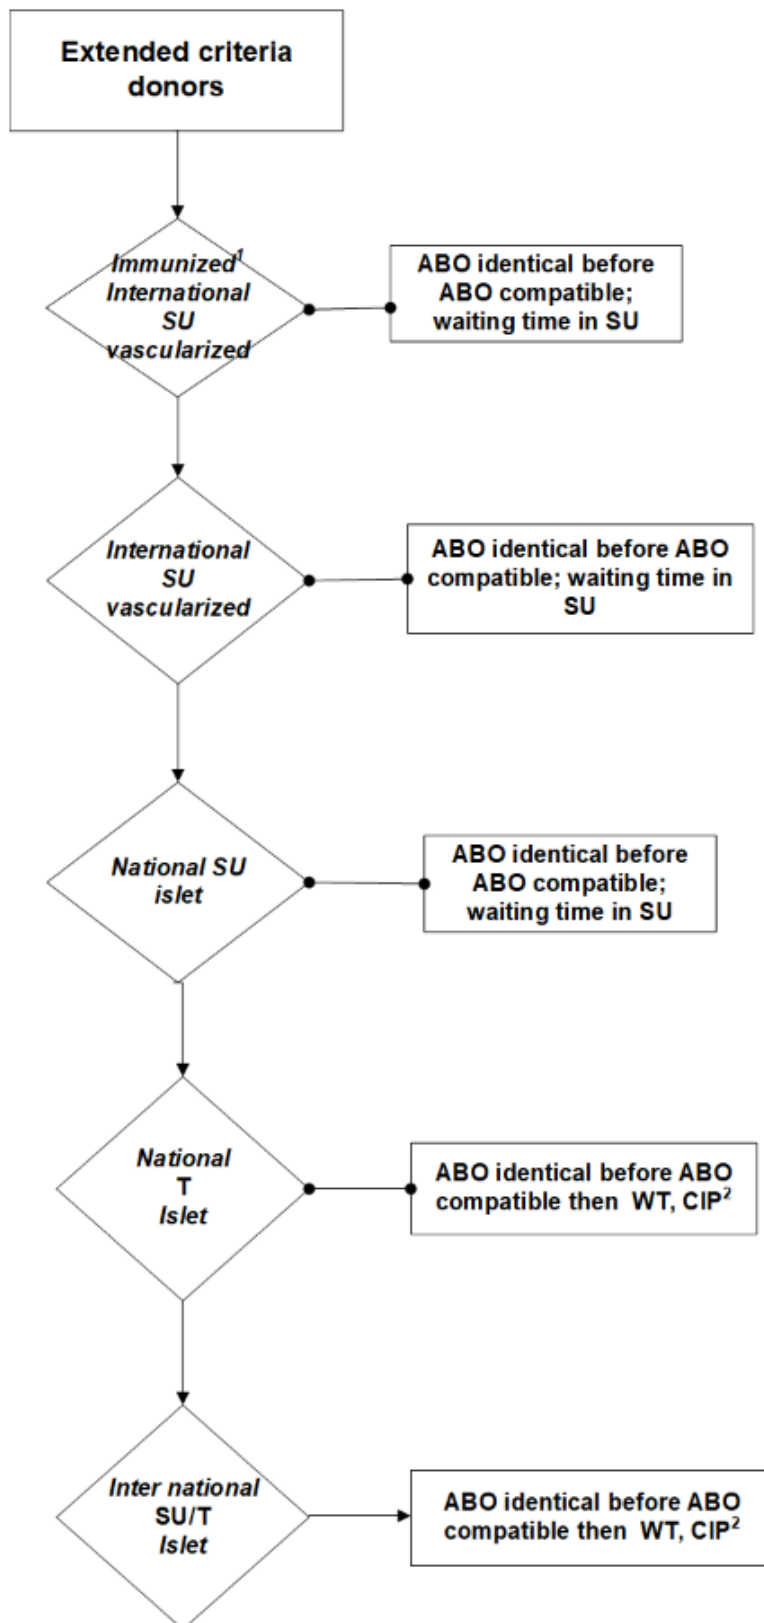 Extended criteria
donors
Immunized¹
International
SU
vascularized
ABO identical before
ABO compatible;
waiting time in SU
International
SU
vascularized
ABO identical before ABO
compatible; waiting time in
SU
National SU
islet
ABO identical before
ABO compatible;
waiting time in SU
National
T
Islet
ABO identical before ABO
compatible then WT, CIP²
Inter national
SU/T
Islet
ABO identical before ABO
compatible then WT, CIP²